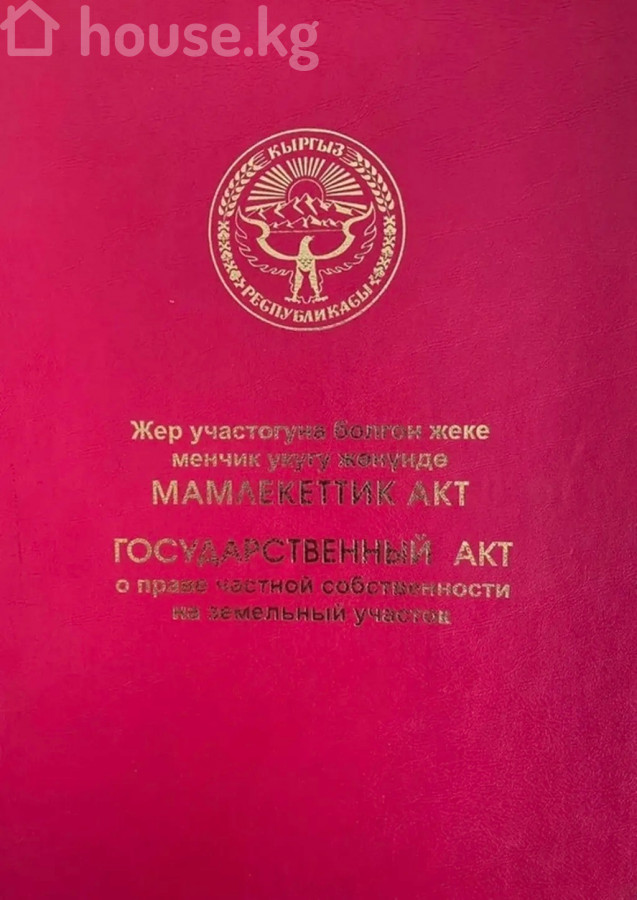 house.kg
КЫРГЫЗ
РЕСПУБЛИКАСЫ
Жер участогуна болгон жеке
менчик укугу жөнүндө
МАМЛЕКЕТТИК АКТ
ГОСУДАРСТВЕННЫЙ АКТ
о праве частной собственности
на земельный участок